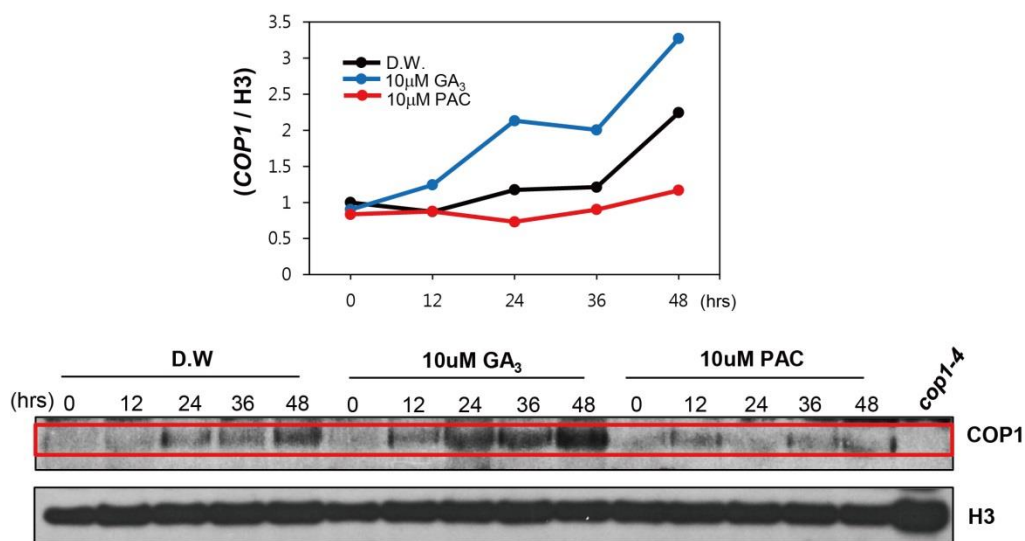 3.5
3
2.5
2
1.5
1
0.5
0
(COP1 / H3)
D.W.
10μM GA₃
10μM PAC
0 12 24 36 48 (hrs)
D.W 10uM GA₃ 10uM PAC cop1-4
(hrs) 0 12 24 36 48 0 12 24 36 48 0 12 24 36 48
COP1
H3